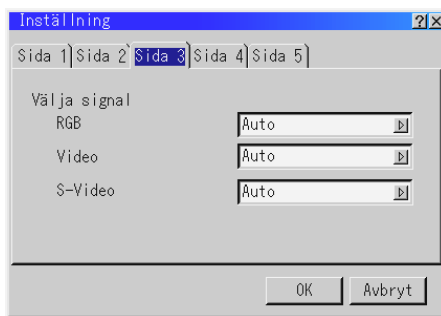 Inställning ? X
Sida 1 Sida 2 Sida 3 Sida 4 Sida 5
Välja signal
RGB Auto
Video Auto
S-Video Auto
OK Avbryt